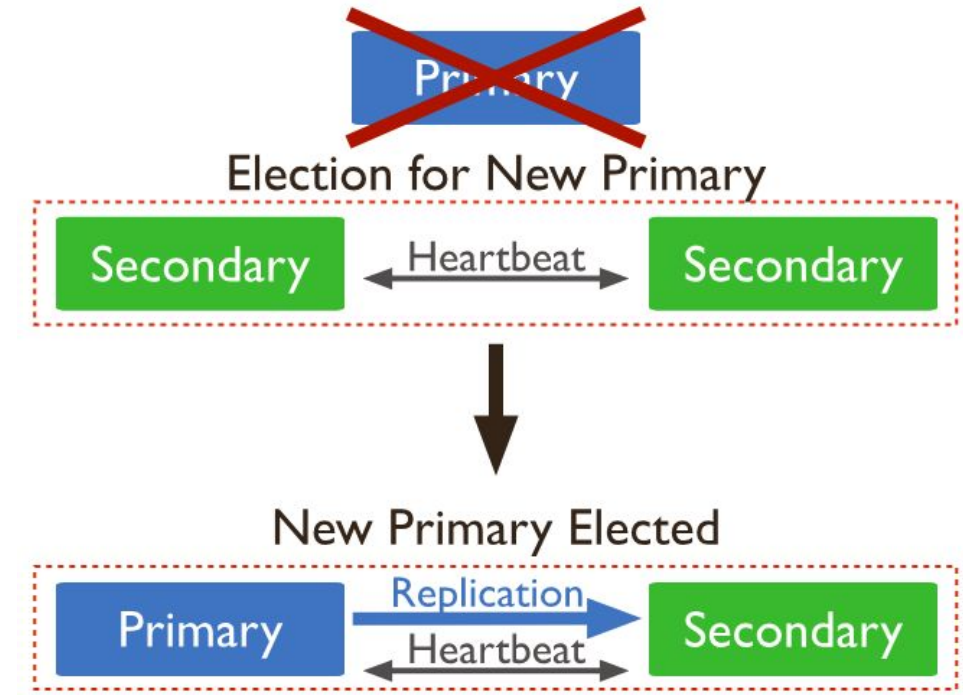 Primary
Election for New Primary
Secondary
Heartbeat
Secondary
New Primary Elected
Primary
Replication
Heartbeat
Secondary